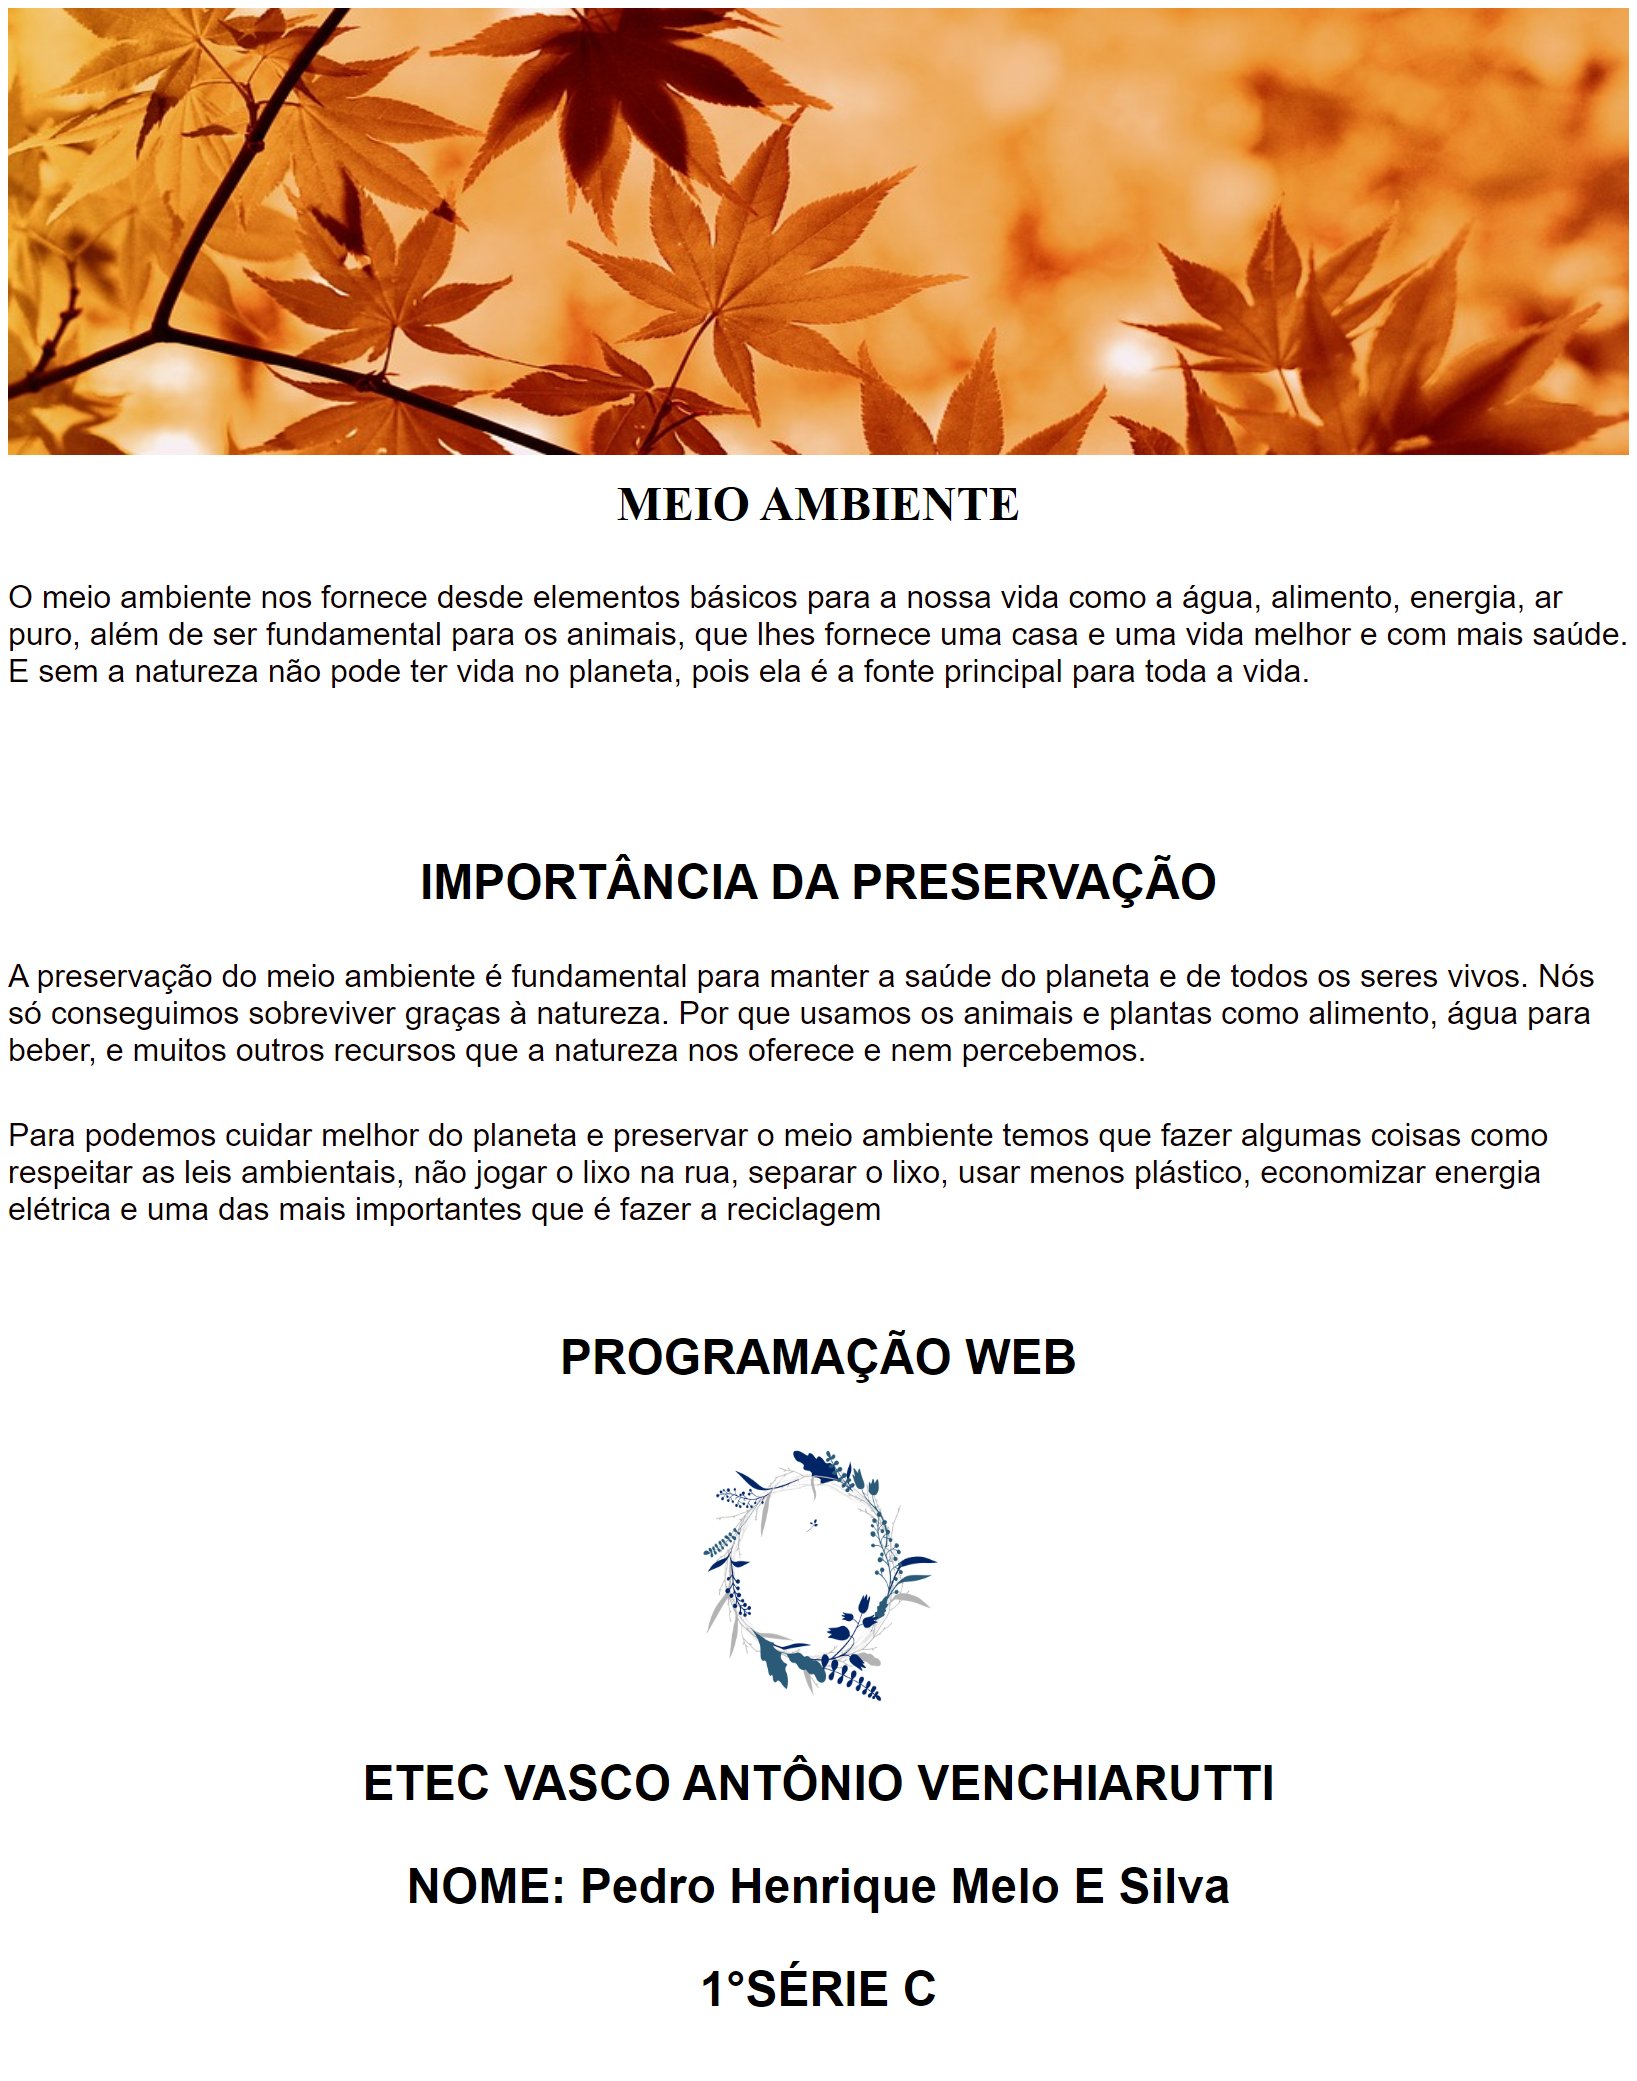 MEIO AMBIENTE
O meio ambiente nos fornece desde elementos básicos para a nossa vida como a água, alimento, energia, ar
puro, além de ser fundamental para os animais, que lhes fornece uma casa e uma vida melhor e com mais saúde.
E sem a natureza não pode ter vida no planeta, pois ela é a fonte principal para toda a vida.
IMPORTÂNCIA DA PRESERVAÇÃO
A preservação do meio ambiente é fundamental para manter a saúde do planeta e de todos os seres vivos. Nós
só conseguimos sobreviver graças à natureza. Por que usamos os animais e plantas como alimento, água para
beber, e muitos outros recursos que a natureza nos oferece e nem percebemos.
Para podemos cuidar melhor do planeta e preservar o meio ambiente temos que fazer algumas coisas como
respeitar as leis ambientais, não jogar o lixo na rua, separar o lixo, usar menos plástico, economizar energia
elétrica e uma das mais importantes que é fazer a reciclagem
PROGRAMAÇÃO WEB
ETEC VASCO ANTÔNIO VENCHIARUTTI
NOME: Pedro Henrique Melo E Silva
1°SÉRIE C